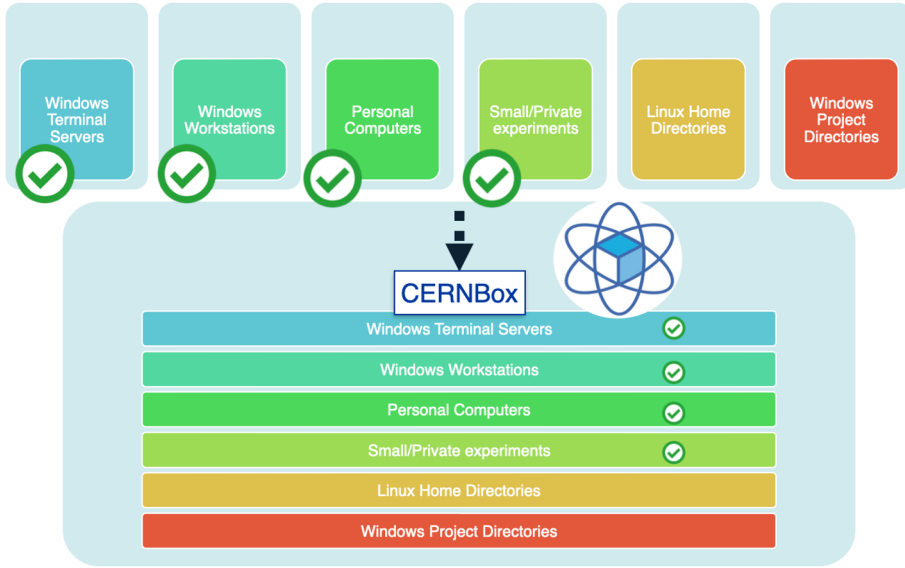 Windows
Terminal
Servers
Windows
Workstations
Personal
Computers
Small/Private
experiments
Linux Home
Directories
Windows
Project
Directories
CERNBox
Windows Terminal Servers
Windows Workstations
Personal Computers
Small/Private experiments
Linux Home Directories
Windows Project Directories